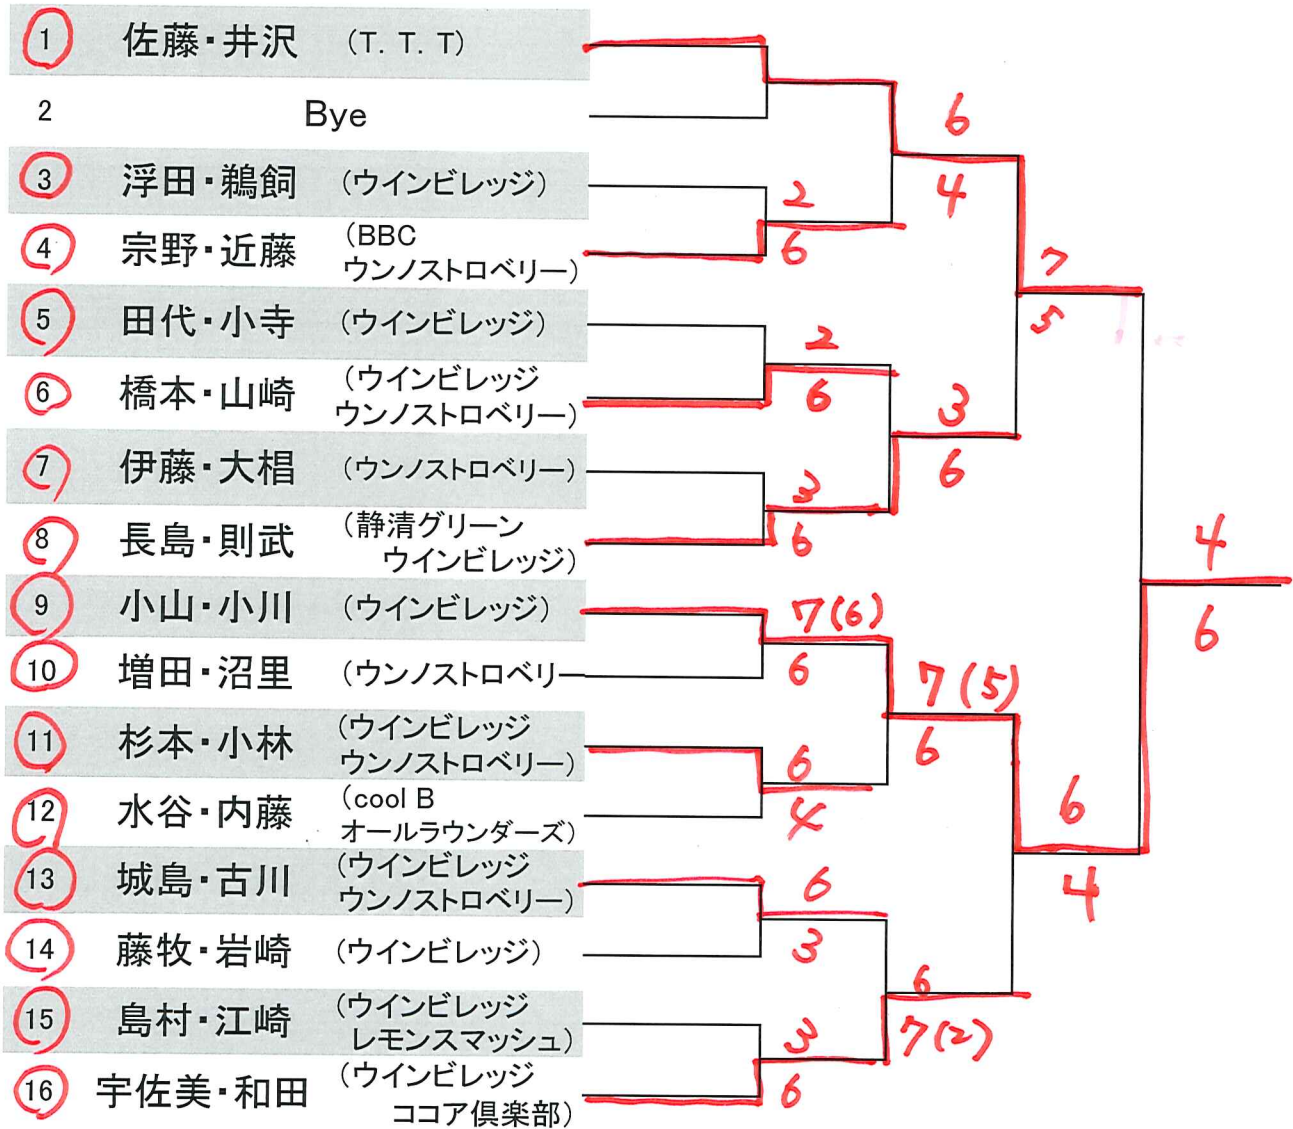 1 佐藤・井沢 (T. T. T)
2 Bye
3 浮田・鵜飼 (ウインビレッジ)
4 宗野・近藤 (BBC
ウンノストロベリー)
5 田代・小寺 (ウインビレッジ)
6 橋本・山崎 (ウインビレッジ
ウンノストロベリー)
7 伊藤・大椙 (ウンノストロベリー)
8 長島・則武 (静清グリーン
ウインビレッジ)
9 小山・小川 (ウインビレッジ)
10 増田・沼里 (ウンノストロベリー
11 杉本・小林 (ウインビレッジ
ウンノストロベリー)
12 水谷・内藤 (cool B
オールラウンダーズ)
13 城島・古川 (ウインビレッジ
ウンノストロベリー)
14 藤牧・岩崎 (ウインビレッジ)
15 島村・江崎 (ウインビレッジ
レモンスマッシュ)
16 宇佐美・和田 (ウインビレッジ
ココア倶楽部)
2
6
2
6
3
6
7(6)
6
6
4
6
3
3
6
6
4
3
6
7(5)
6
6
7(2)
7
5
6
4
4
6